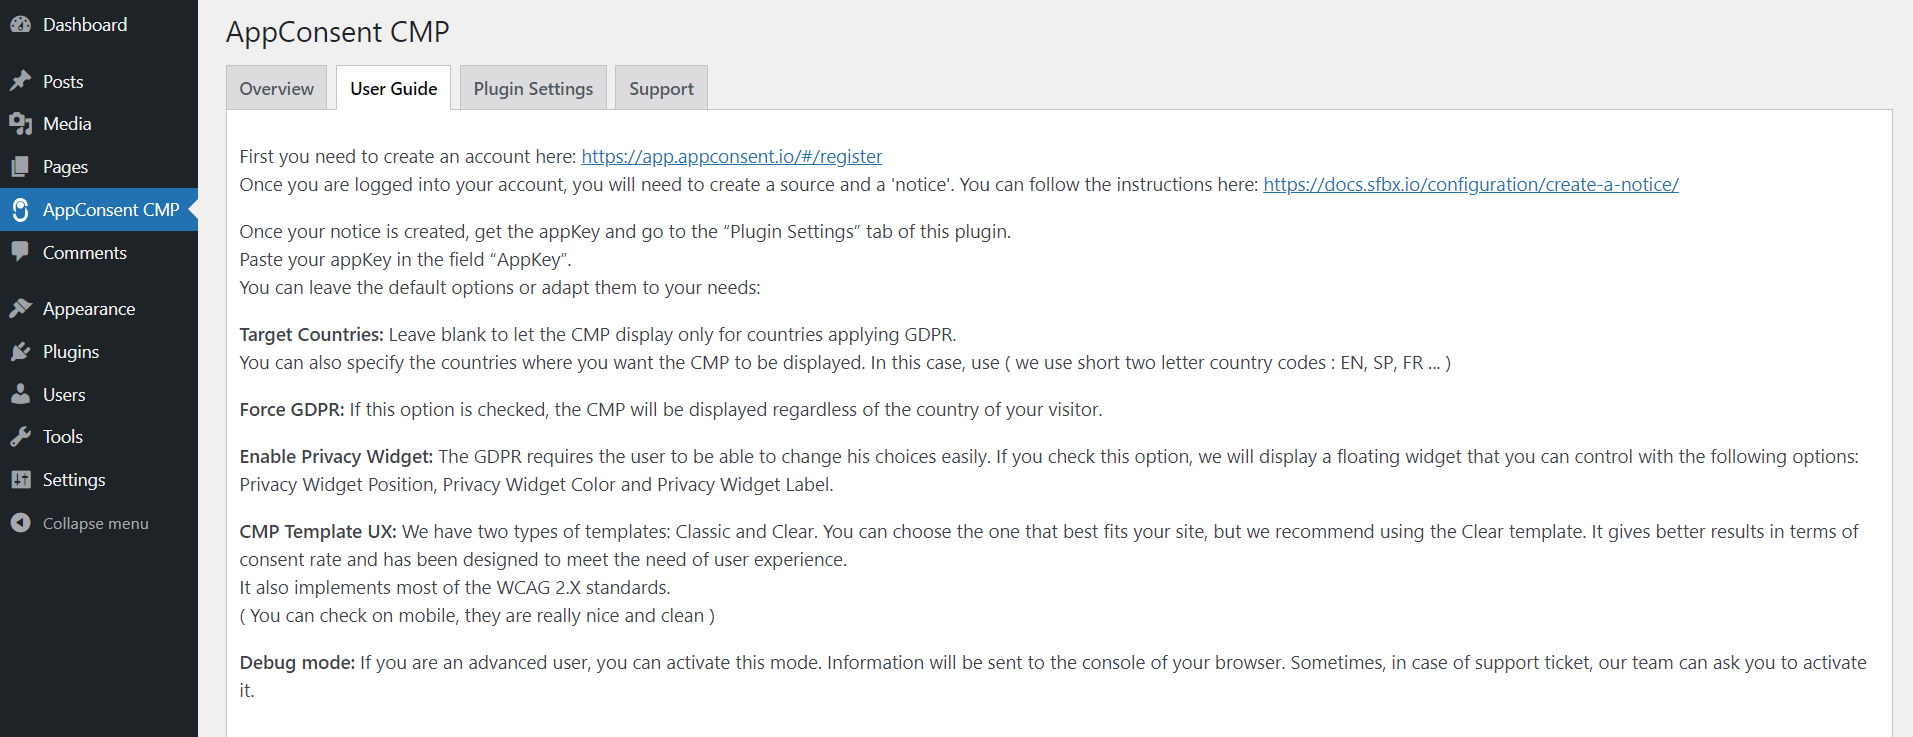 Dashboard
Posts
Media
Pages
AppConsent CMP
Comments
Appearance
Plugins
Users
Tools
Settings
Collapse menu
AppConsent CMP
Overview
User Guide
Plugin Settings
Support
First you need to create an account here: https://app.appconsent.io/#/register
Once you are logged into your account, you will need to create a source and a 'notice'. You can follow the instructions here: https://docs.sfbx.io/configuration/create-a-notice/
Once your notice is created, get the appKey and go to the “Plugin Settings” tab of this plugin.
Paste your appKey in the field “AppKey”.
You can leave the default options or adapt them to your needs:
Target Countries: Leave blank to let the CMP display only for countries applying GDPR.
You can also specify the countries where you want the CMP to be displayed. In this case, use ( we use short two letter country codes : EN, SP, FR ... )
Force GDPR: If this option is checked, the CMP will be displayed regardless of the country of your visitor.
Enable Privacy Widget: The GDPR requires the user to be able to change his choices easily. If you check this option, we will display a floating widget that you can control with the following options:
Privacy Widget Position, Privacy Widget Color and Privacy Widget Label.
CMP Template UX: We have two types of templates: Classic and Clear. You can choose the one that best fits your site, but we recommend using the Clear template. It gives better results in terms of
consent rate and has been designed to meet the need of user experience.
It also implements most of the WCAG 2.X standards.
( You can check on mobile, they are really nice and clean )
Debug mode: If you are an advanced user, you can activate this mode. Information will be sent to the console of your browser. Sometimes, in case of support ticket, our team can ask you to activate
it.